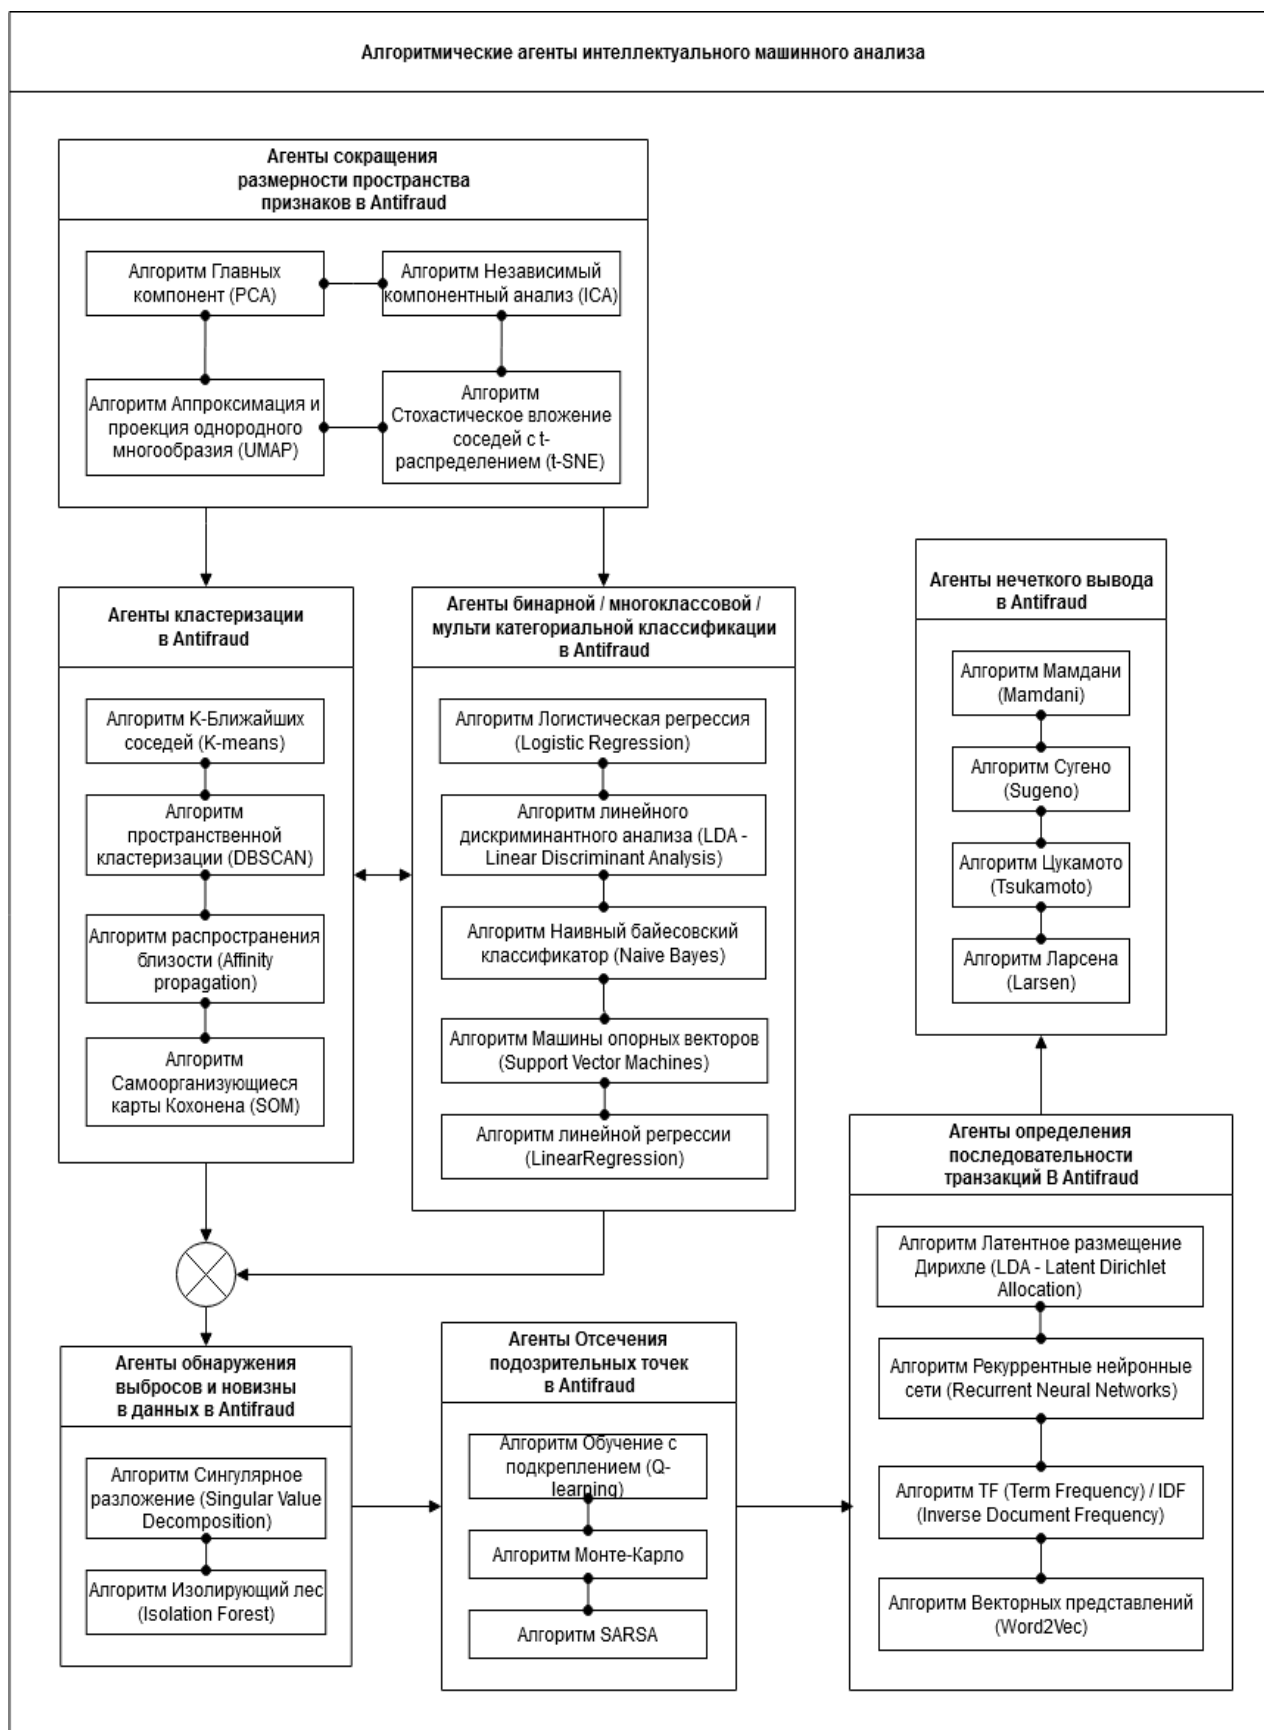 Алгоритмические агенты интеллектуального машинного анализа
Агенты сокращения
размерности пространства
признаков в Antifraud
Алгоритм Главных
компонент (PCA)
Алгоритм Независимый
компонентный анализ (ICA)
Алгоритм Аппроксимация и
проекция однородного
многообразия (UMAP)
Алгоритм
Стохастическое вложение
соседей с t-
распределением (t-SNE)
Агенты кластеризации
в Antifraud
Алгоритм К-Ближайших
соседей (K-means)
Алгоритм
пространственной
кластеризации (DBSCAN)
Алгоритм распространения
близости (Affinity
propagation)
Алгоритм
Самоорганизующиеся
карты Кохонена (SOM)
Агенты бинарной / многоклассовой /
мульти категориальной классификации
в Antifraud
Алгоритм Логистическая регрессия
(Logistic Regression)
Алгоритм линейного
дискриминантного анализа (LDA -
Linear Discriminant Analysis)
Алгоритм Наивный байесовский
классификатор (Naive Bayes)
Алгоритм Машины опорных векторов
(Support Vector Machines)
Алгоритм линейной регрессии
(LinearRegression)
Агенты нечеткого вывода
в Antifraud
Алгоритм Мамдани
(Mamdani)
Алгоритм Сугено
(Sugeno)
Алгоритм Цукамото
(Tsukamoto)
Алгоритм Ларсена
(Larsen)
Агенты обнаружения
выбросов и новизны
в данных в Antifraud
Алгоритм Сингулярное
разложение (Singular Value
Decomposition)
Алгоритм Изолирующий лес
(Isolation Forest)
Агенты Отсечения
подозрительных точек
в Antifraud
Алгоритм Обучение с
подкреплением (Q-
learning)
Алгоритм Монте-Карло
Алгоритм SARSA
Агенты определения
последовательности
транзакций В Antifraud
Алгоритм Латентное размещение
Дирихле (LDA - Latent Dirichlet
Allocation)
Алгоритм Рекуррентные нейронные
сети (Recurrent Neural Networks)
Алгоритм TF (Term Frequency) / IDF
(Inverse Document Frequency)
Алгоритм Векторных представлений
(Word2Vec)